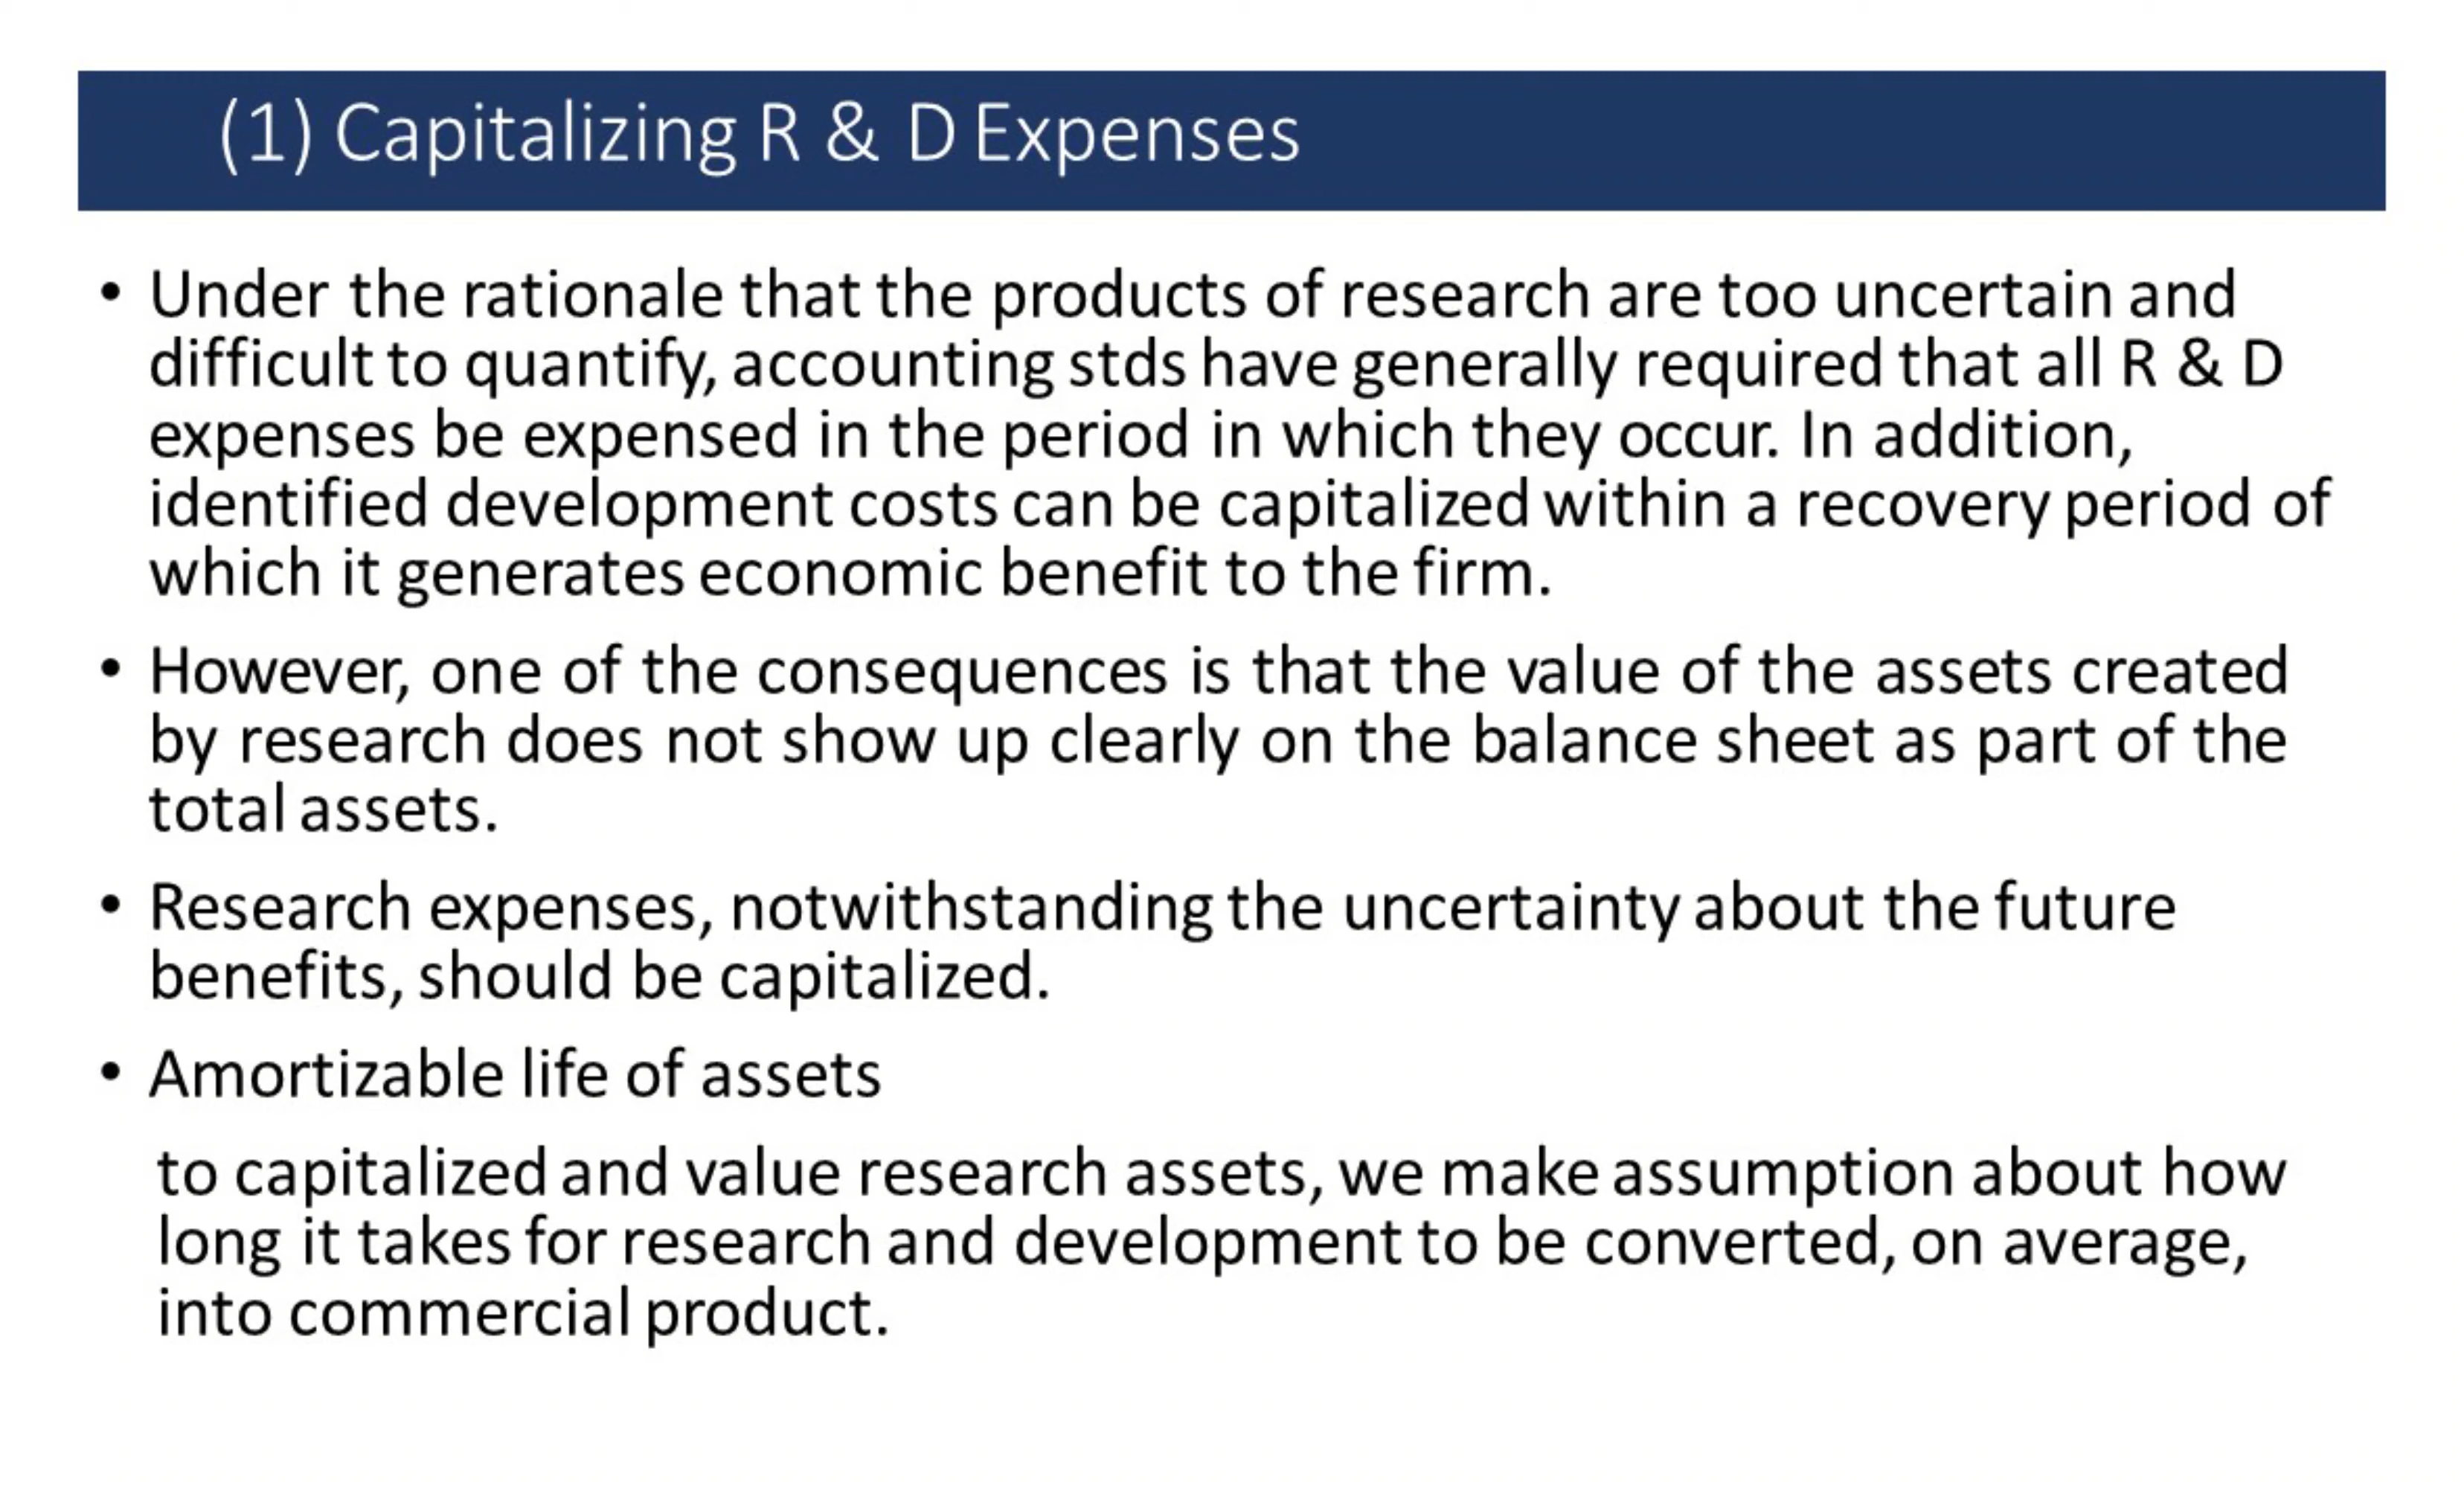 (1) Capitalizing R & D Expenses
• Under the rationale that the products of research are too uncertain and
difficult to quantify, accounting stds have generally required that all R & D
expenses be expensed in the period in which they occur. In addition,
identified development costs can be capitalized within a recovery period of
which it generates economic benefit to the firm.
• However, one of the consequences is that the value of the assets created
by research does not show up clearly on the balance sheet as part of the
total assets.
• Research expenses, notwithstanding the uncertainty about the future
benefits, should be capitalized.
• Amortizable life of assets
to capitalized and value research assets, we make assumption about how
long it takes for research and development to be converted, on average,
into commercial product.